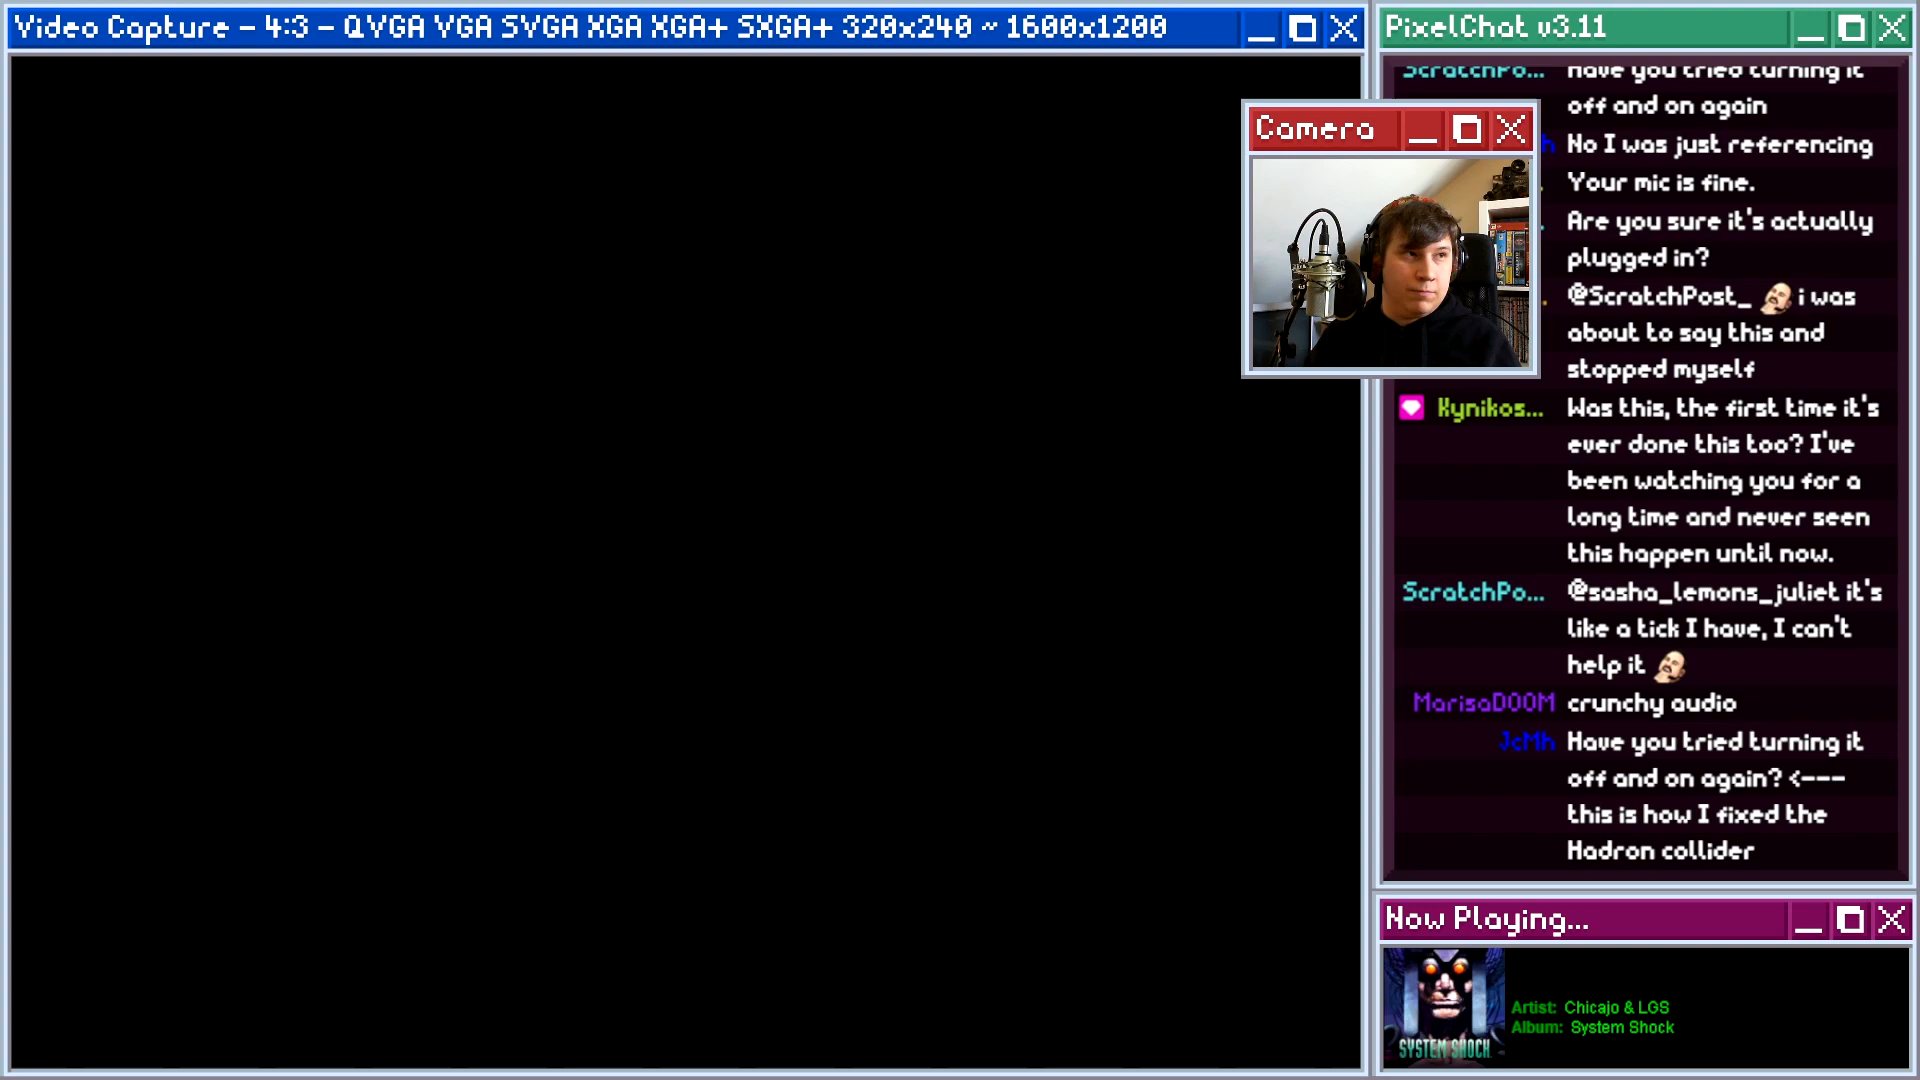 Video Capture - 4:3 - QVGA VGA SVGA XGA XGA+ SXGA+ 320x240 ~ 1600x1200
PixelChat v3.11
ScratchPo... Have you tried turning it
off and on again
Camera
h No I was just referencing
Your mic is fine.
Are you sure it's actually
plugged in?
@ScratchPost_ i was
about to say this and
stopped myself
Kynikos... Was this, the first time it's
ever done this too? I've
been watching you for a
long time and never seen
this happen until now.
ScratchPo... @sasha_lemons_juliet it's
like a tick I have, I can't
help it
MarisaDOOM crunchy audio
JcMh Have you tried turning it
off and on again? <---
this is how I fixed the
Hadron collider
Now Playing...
Artist: Chicajo & LGS
Album: System Shock
SYSTEM SHOCK